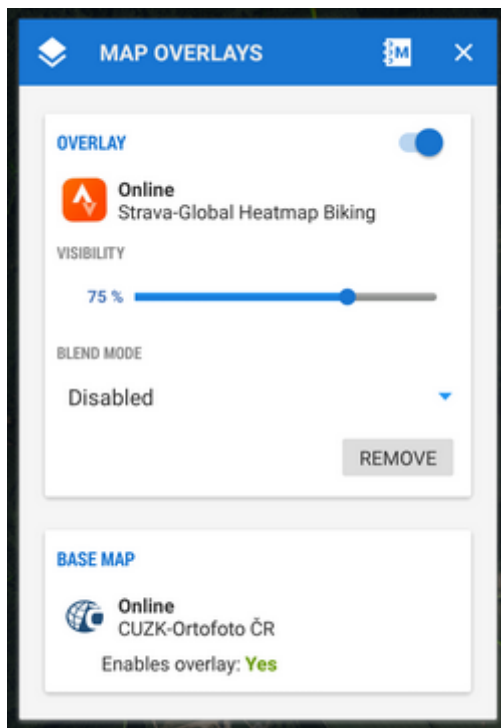 MAP OVERLAYS
M
OVERLAY
Online
Strava-Global Heatmap Biking
VISIBILITY
75 %
BLEND MODE
Disabled
REMOVE
BASE MAP
Online
CUZK-Ortofoto ČR
Enables overlay: Yes